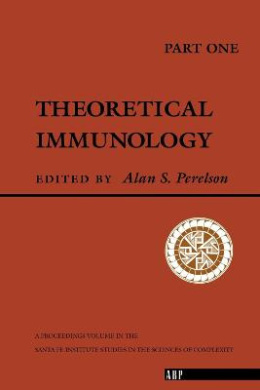 PART ONE
THEORETICAL
IMMUNOLOGY
EDITED BY Alan S. Perelson
A PROCEEDINGS VOLUME IN THE
SANTA FE INSTITUTE STUDIES IN THE SCIENCES OF COMPLEXITY
ABP